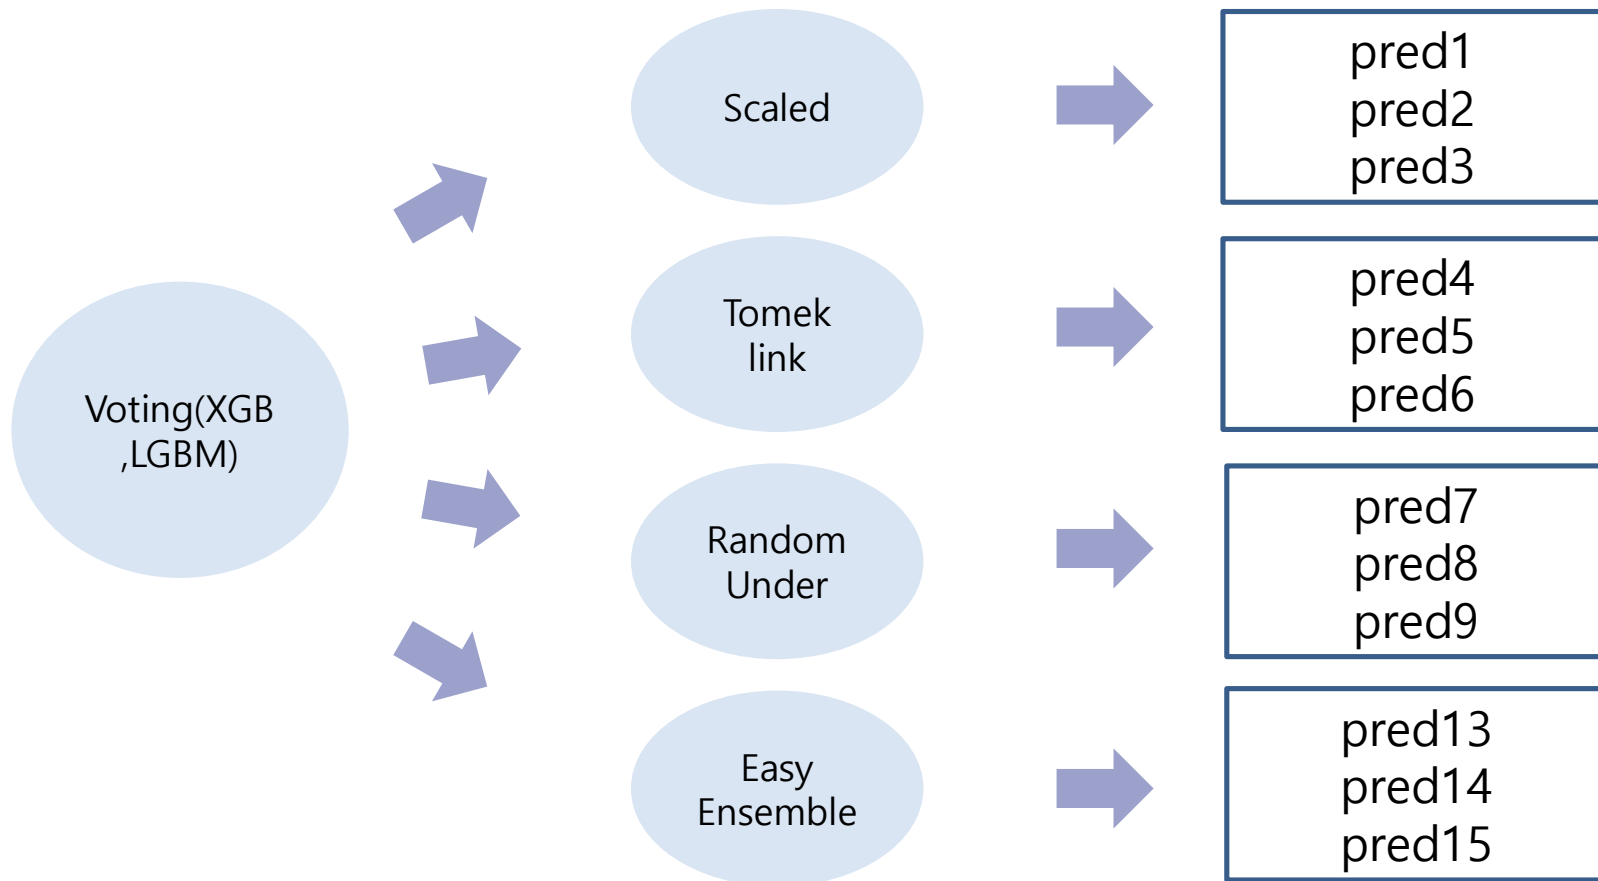 Scaled
pred1
pred2
pred3
Tomek
link
pred4
pred5
pred6
Voting(XGB
,LGBM)
Random
Under
pred7
pred8
pred9
Easy
Ensemble
pred13
pred14
pred15